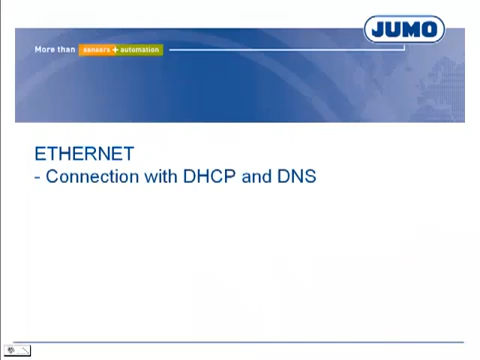 JUMO
More than sensors + automation
ETHERNET
- Connection with DHCP and DNS